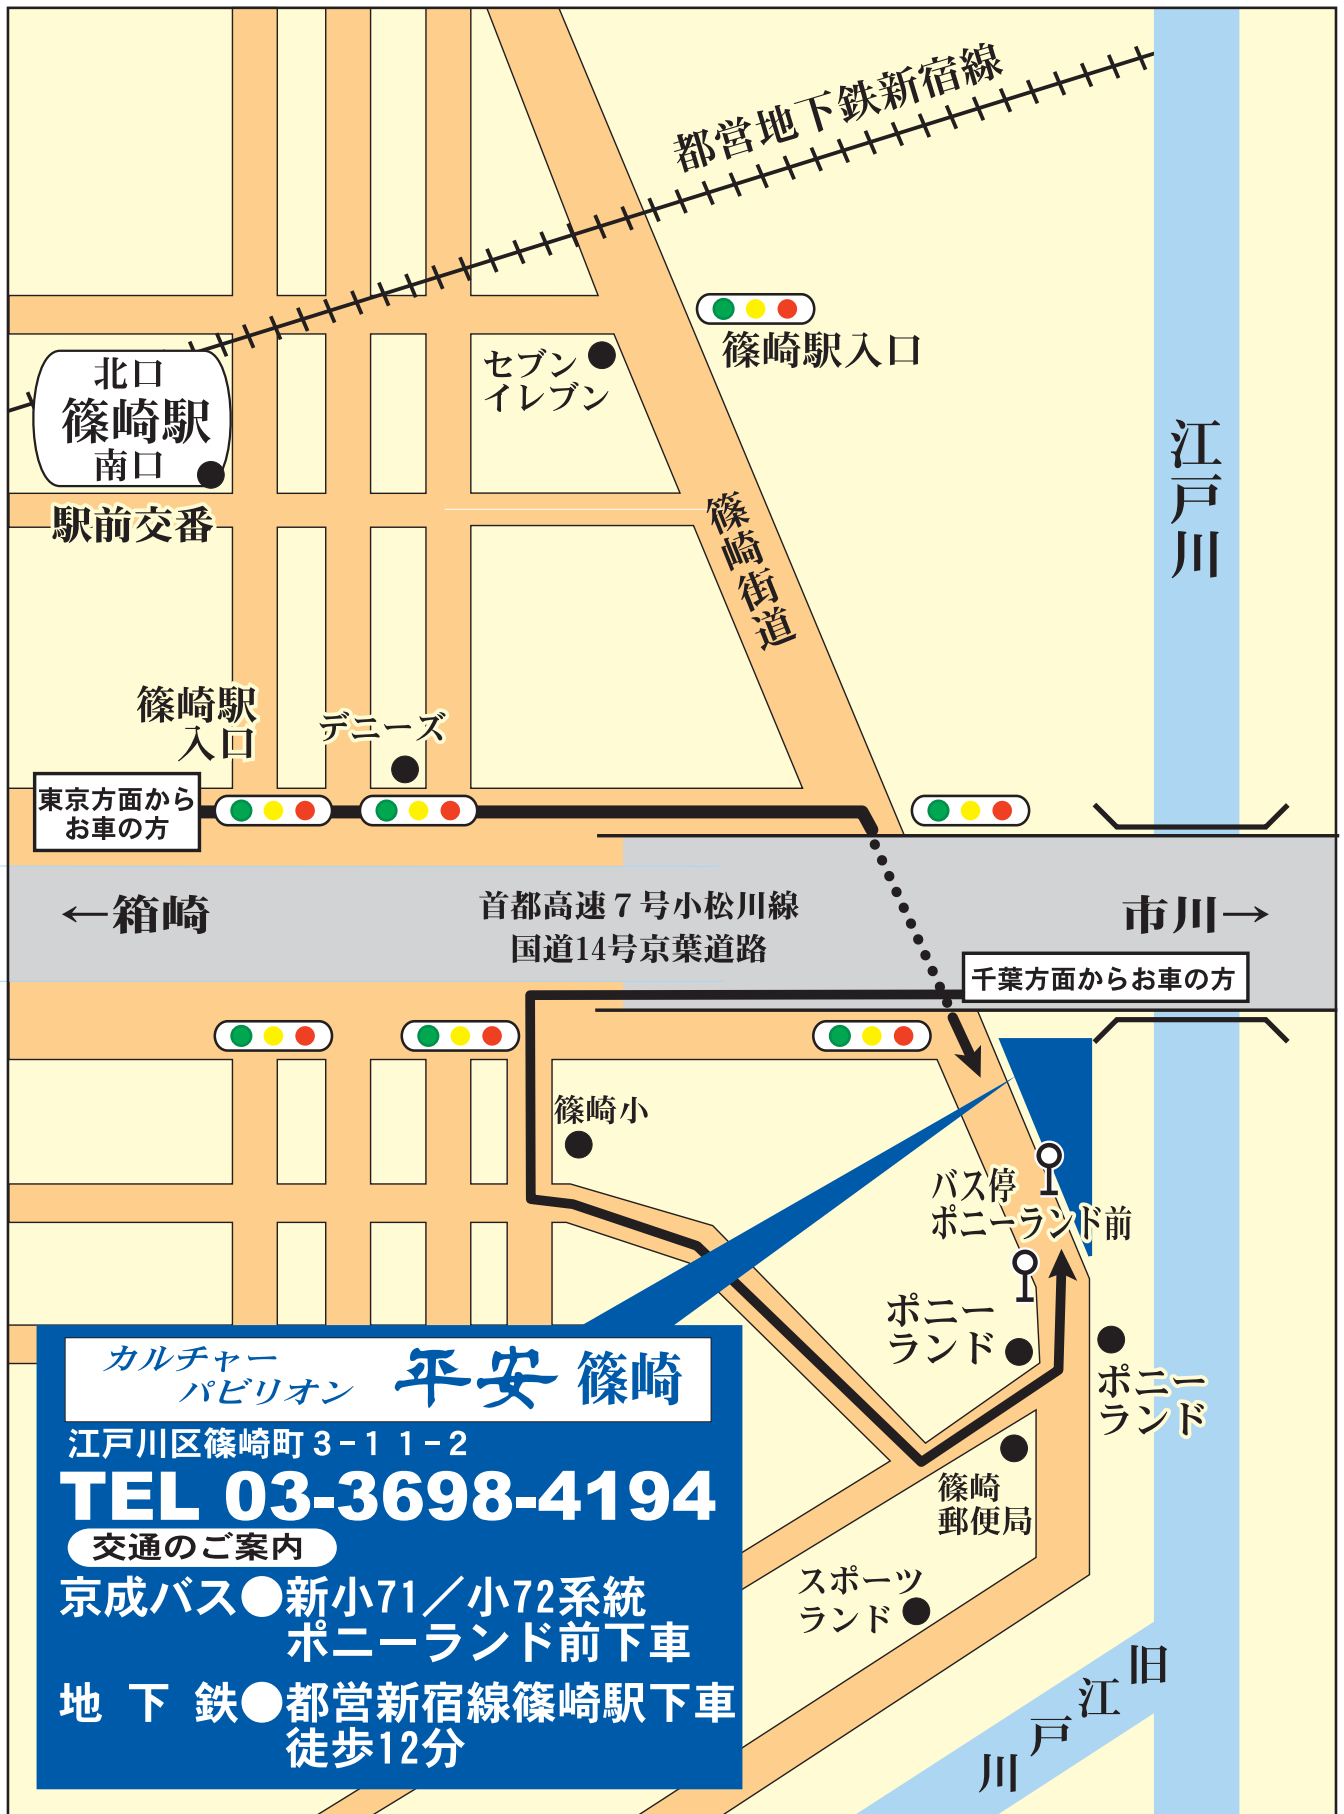 都営地下鉄新宿線
篠崎駅入口
北口
篠崎駅
南口
セブン
イレブン
駅前交番
江戸川
篠崎街道
篠崎駅
入口
デニーズ
東京方面から
お車の方
←箱崎
首都高速7号小松川線
国道14号京葉道路
市川→
千葉方面からお車の方
篠崎小
バス停
ポニーランド前
ポニー
ランド
ポニー
ランド
篠崎
郵便局
スポーツ
ランド
旧江戸川
カルチャー
パビリオン
平安 篠崎
江戸川区篠崎町3-11-2
TEL 03-3698-4194
交通のご案内
京成バス●新小71／小72系統
ポニーランド前下車
地下鉄●都営新宿線篠崎駅下車
徒歩12分